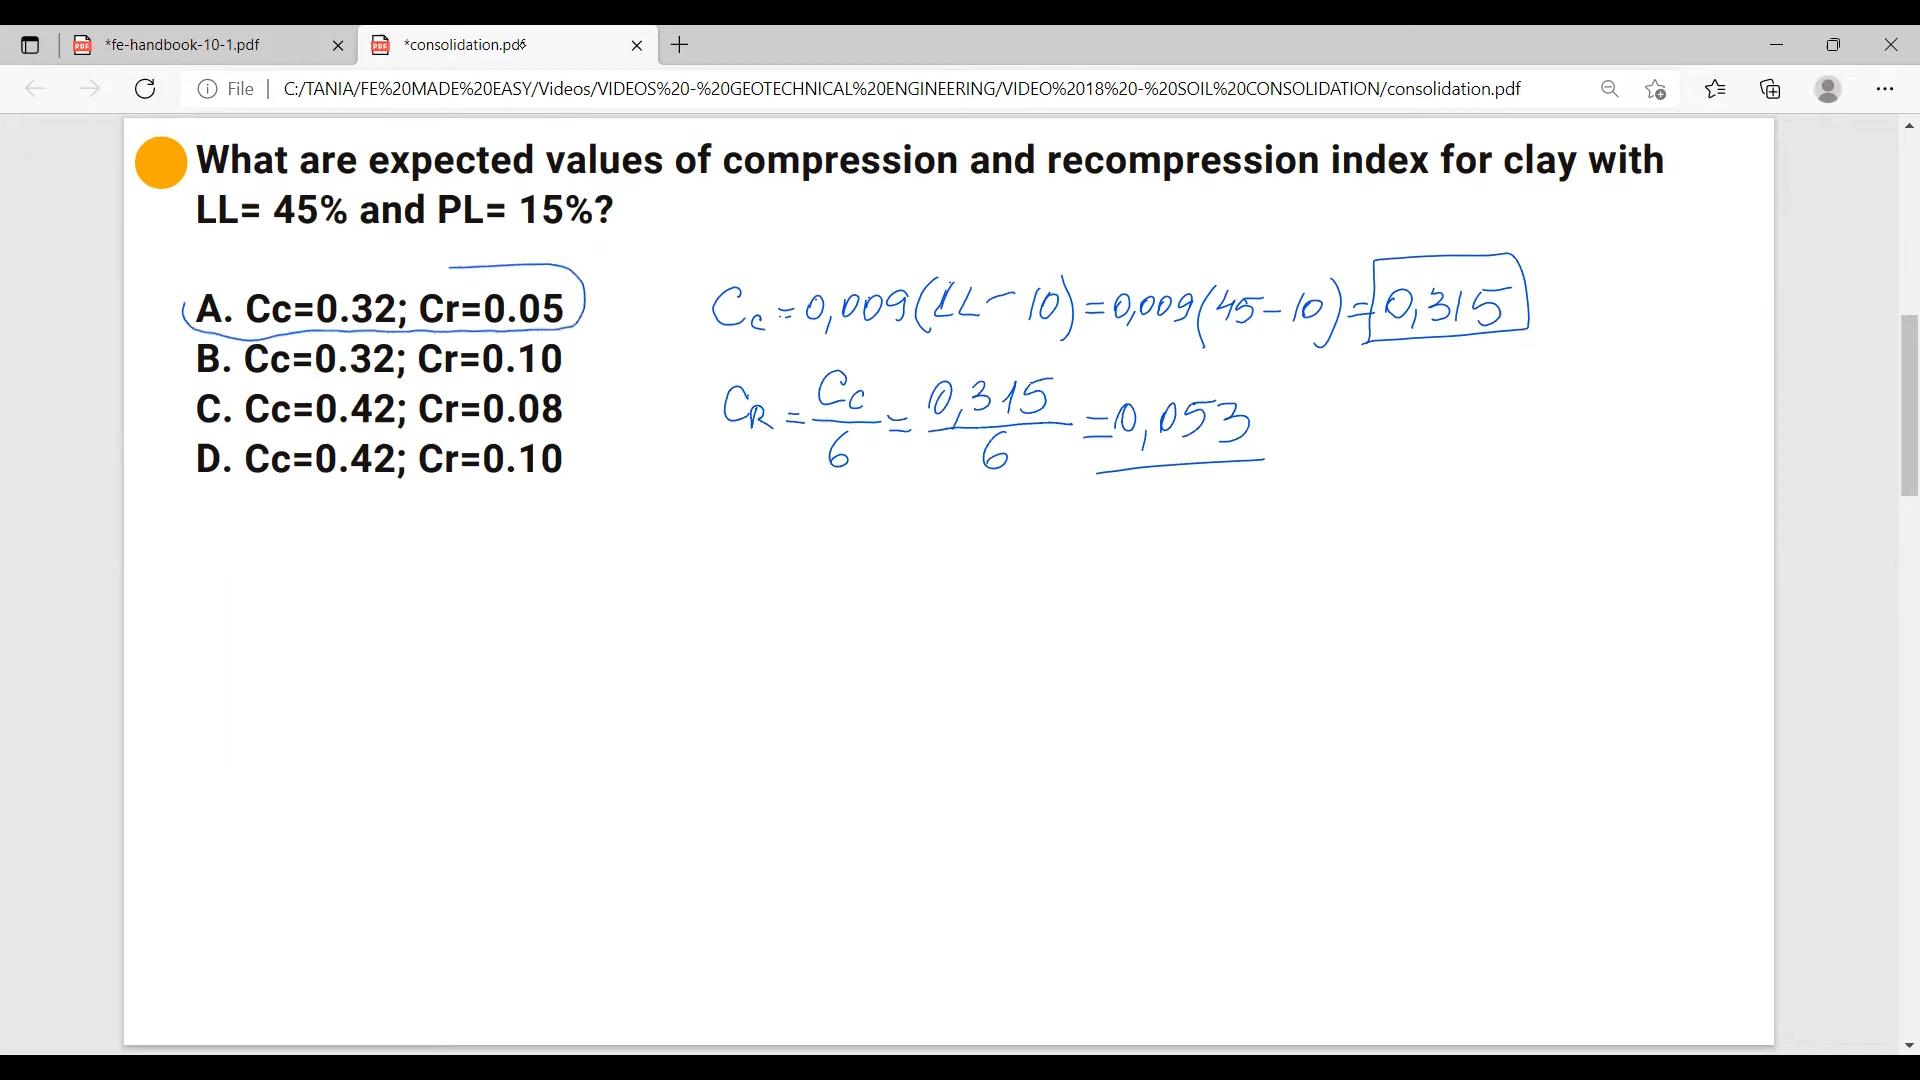 *fe-handbook-10-1.pdf
*consolidation.pdf
File
C:/TANIA/FE%20MADE%20EASY/Videos/VIDEOS%20-%20GEOTECHNICAL%20ENGINEERING/VIDEO%2018%20-%20SOIL%20CONSOLIDATION/consolidation.pdf
What are expected values of compression and recompression index for clay with
LL= 45% and PL= 15%?
A. Cc=0.32; Cr=0.05
B. Cc=0.32; Cr=0.10
C. Cc=0.42; Cr=0.08
D. Cc=0.42; Cr=0.10
Cc = 0,009(LL - 10) = 0,009(45 - 10) = 0,315
CR = Cc/6 = 0,315/6 = 0,053